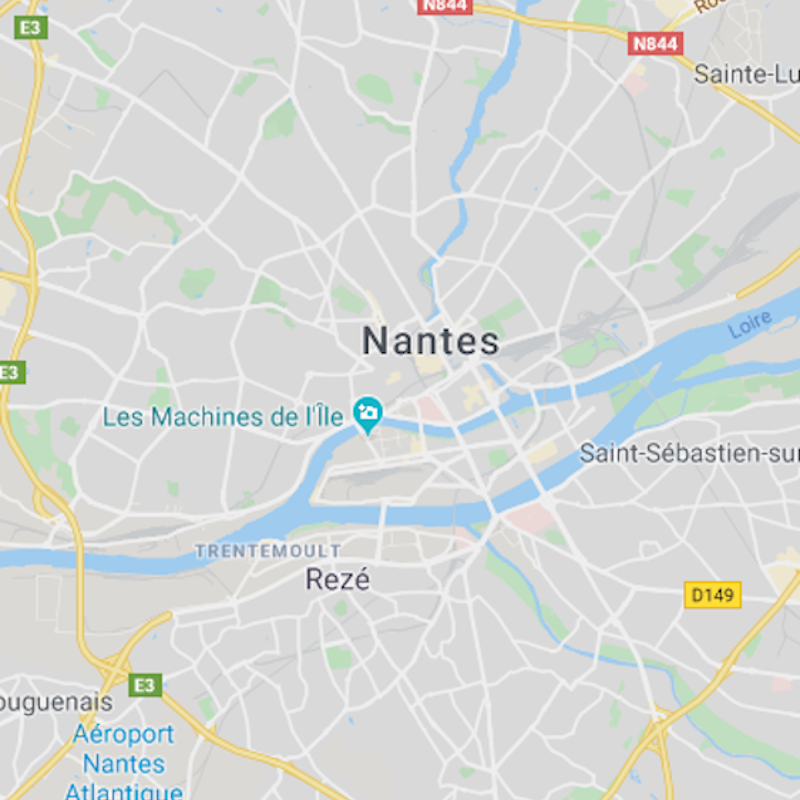 N844
E3
N844
Sainte-Lu
Loire
Nantes
E3
Les Machines de l'Île
Saint-Sébastien-sur
TRENTEMOULT
Rezé
D149
E3
ouguenais
Aéroport
Nantes
Atlantique